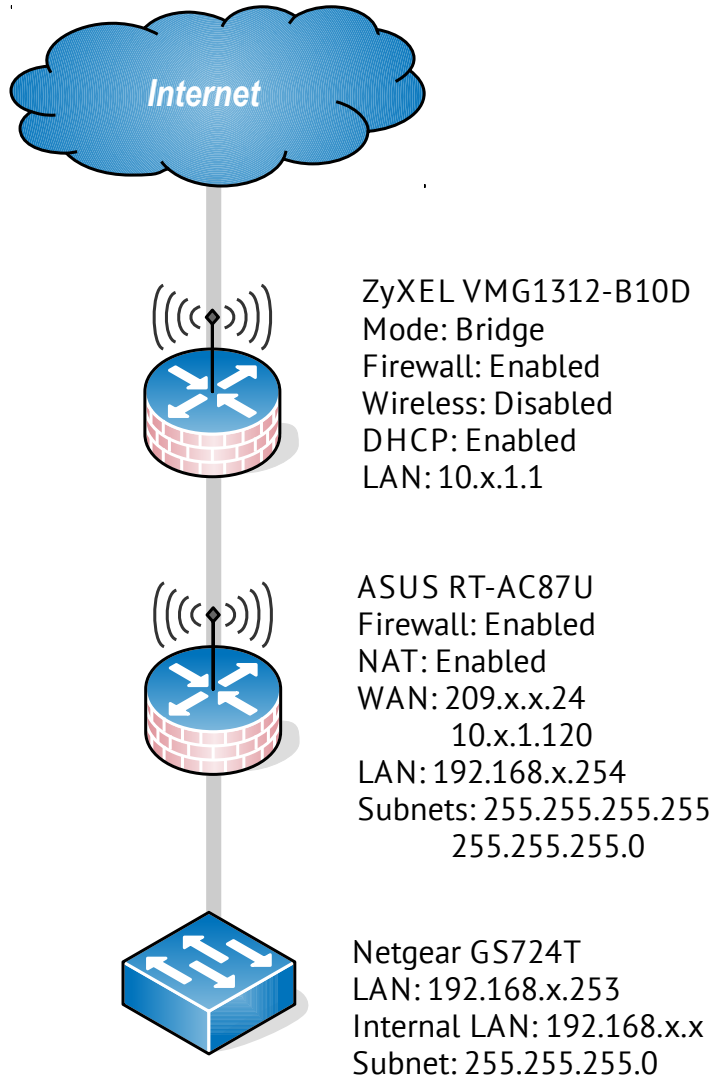 Internet
ZyXEL VMG1312-B10D
Mode: Bridge
Firewall: Enabled
Wireless: Disabled
DHCP: Enabled
LAN: 10.x.1.1
ASUS RT-AC87U
Firewall: Enabled
NAT: Enabled
WAN: 209.x.x.24
10.x.1.120
LAN: 192.168.x.254
Subnets: 255.255.255.255
255.255.255.0
Netgear GS724T
LAN: 192.168.x.253
Internal LAN: 192.168.x.x
Subnet: 255.255.255.0